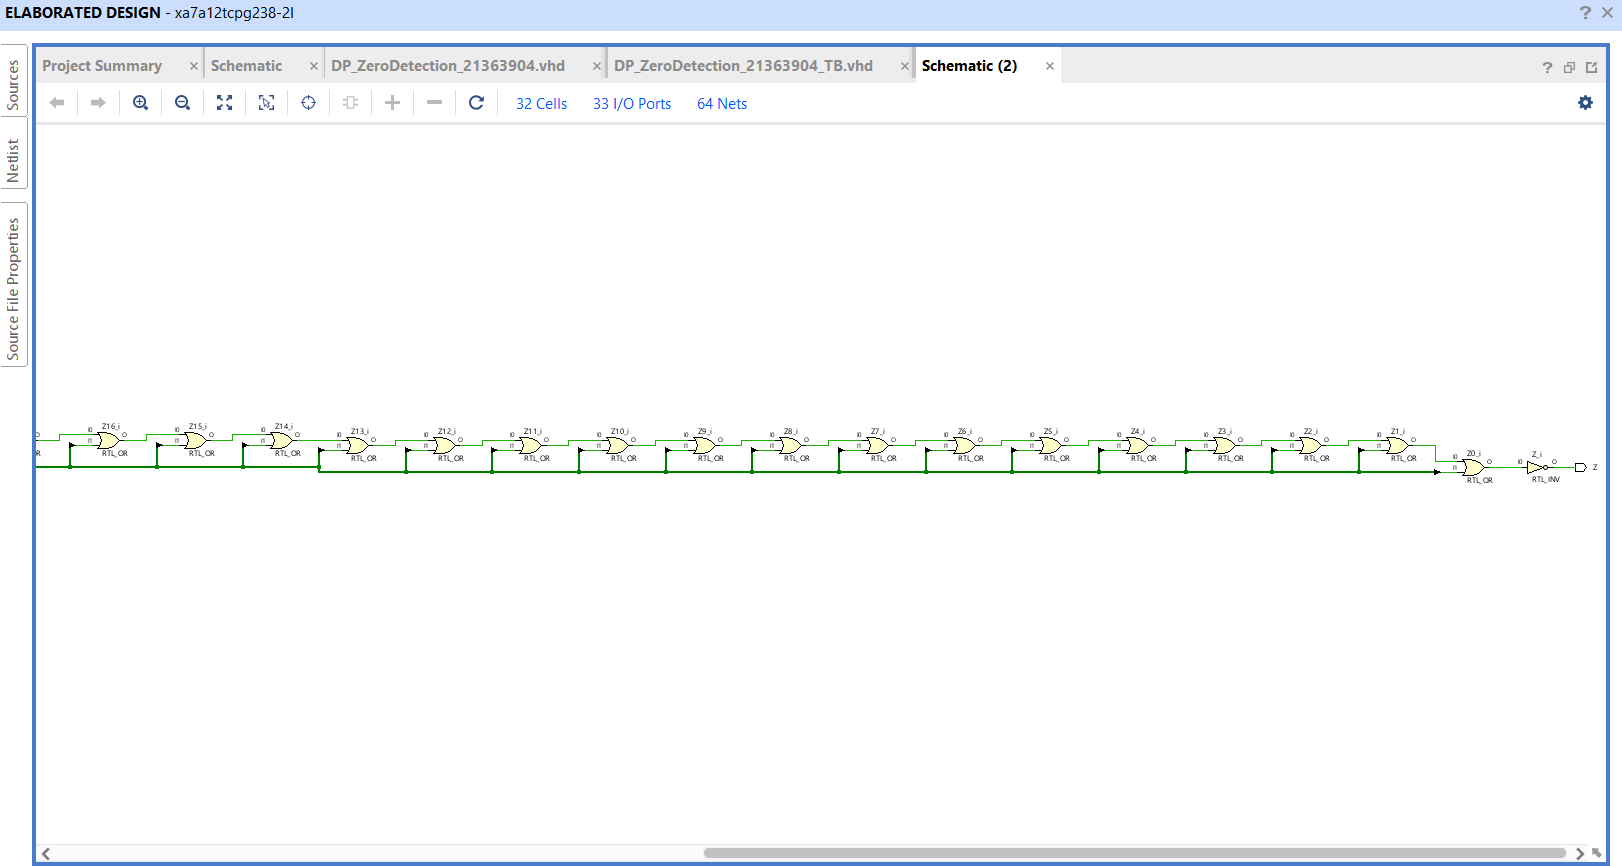 ELABORATED DESIGN - xa7a12tcpg238-2I
Sources
Netlist
Source File Properties
Project Summary
Schematic
DP_ZeroDetection_21363904.vhd
DP_ZeroDetection_21363904_TB.vhd
Schematic (2)
32 Cells
33 I/O Ports
64 Nets
Z16_i
Z15_i
Z14_i
Z13_i
Z12_i
Z11_i
Z10_i
Z9_i
Z8_i
Z7_i
Z6_i
Z5_i
Z4_i
Z3_i
Z2_i
Z1_i
I0 O
I1
RTL_OR
I0 O
I1
RTL_OR
I0 O
I1
RTL_OR
I0 O
I1
RTL_OR
I0 O
I1
RTL_OR
I0 O
I1
RTL_OR
I0 O
I1
RTL_OR
I0 O
I1
RTL_OR
I0 O
I1
RTL_OR
I0 O
I1
RTL_OR
I0 O
I1
RTL_OR
I0 O
I1
RTL_OR
I0 O
I1
RTL_OR
I0 O
I1
RTL_OR
I0 O
I1
RTL_OR
I0 O
I1
RTL_OR
Z0_i
I0 O
I1
RTL_OR
Z_i
I0 O
RTL_INV
Z